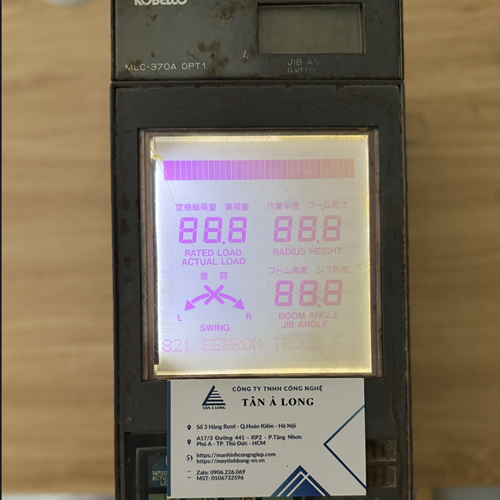 KOBELCO
MLC-370A OPT1
JIB
定格総荷重 実荷重
作業半径 ブーム高さ
88.8
88.8
RATED LOAD
ACTUAL LOAD
RADIUS HEIGHT
旋 回
ブーム角度 ジブ角度
88.8
L
R
SWING
BOOM ANGLE
JIB ANGLE
821 EEPROM TROUBLE
CÔNG TY TNHH CÔNG NGHỆ
TÂN Á LONG
TÂN Á LONG
Số 3 Hàng Rươi - Q.Hoàn Kiếm - Hà Nội
A17/3 Đường 441 - KP2 - P.Tăng Nhơn
Phú A - TP. Thủ Đức - HCM
https://manhinhcongnghiep.com
https://maytinhbang-vn.vn
Zalo: 0906.226.069
MST: 0106732596